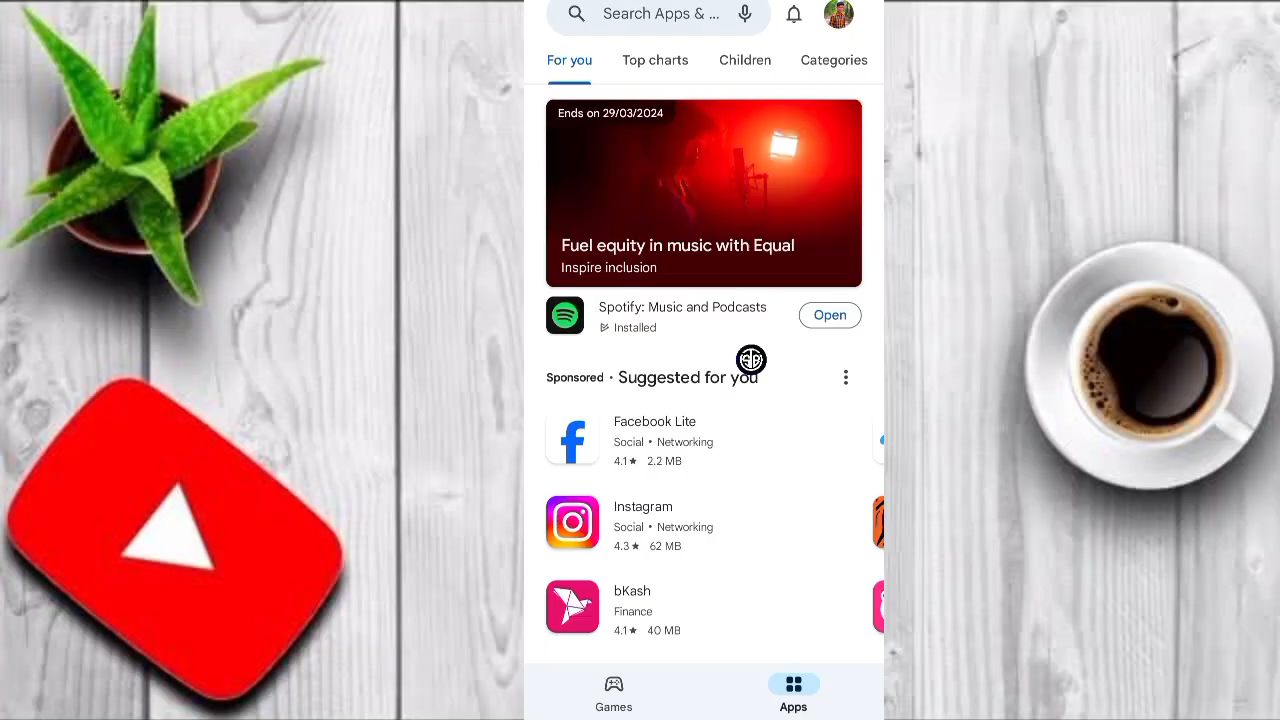 Search Apps & ...
For you
Top charts
Children
Categories
Ends on 29/03/2024
Fuel equity in music with Equal
Inspire inclusion
Spotify: Music and Podcasts
Installed
Open
Sponsored • Suggested for you
Facebook Lite
Social • Networking
4.1★ 2.2 MB
Instagram
Social • Networking
4.3★ 62 MB
bKash
Finance
4.1★ 40 MB
Games
Apps